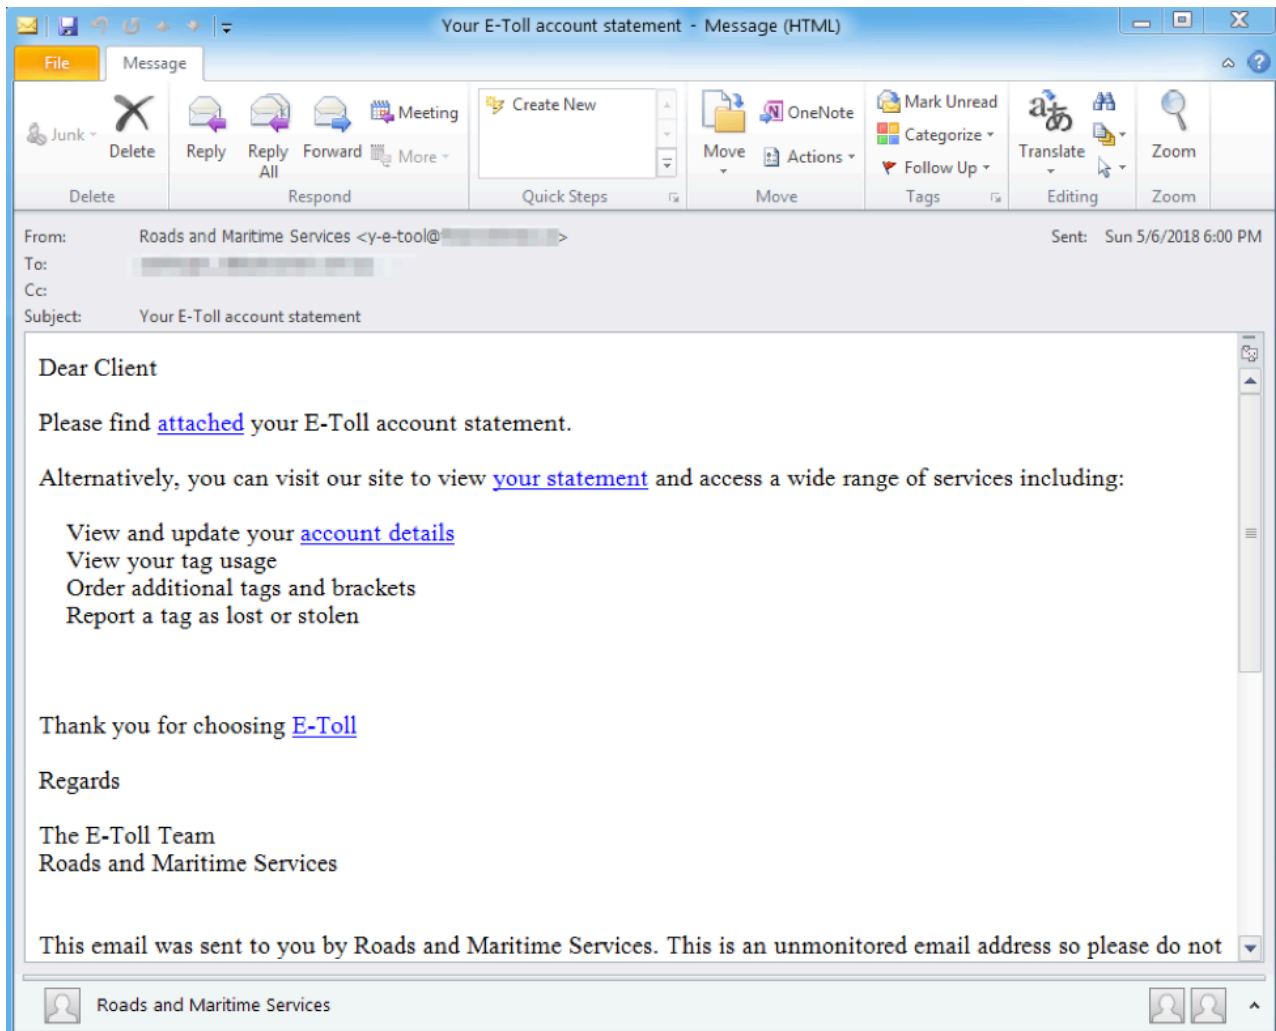 Your E-Toll account statement - Message (HTML)
File Message
Junk Delete Reply Reply All Forward Meeting More
Create New
Move OneNote Actions
Mark Unread Categorize Follow Up
Translate Zoom
Delete Respond Quick Steps Move Tags Editing Zoom
From: Roads and Maritime Services <y-e-tool@ >
Sent: Sun 5/6/2018 6:00 PM
To:
Cc:
Subject: Your E-Toll account statement
Dear Client
Please find attached your E-Toll account statement.
Alternatively, you can visit our site to view your statement and access a wide range of services including:
View and update your account details
View your tag usage
Order additional tags and brackets
Report a tag as lost or stolen
Thank you for choosing E-Toll
Regards
The E-Toll Team
Roads and Maritime Services
This email was sent to you by Roads and Maritime Services. This is an unmonitored email address so please do not
Roads and Maritime Services